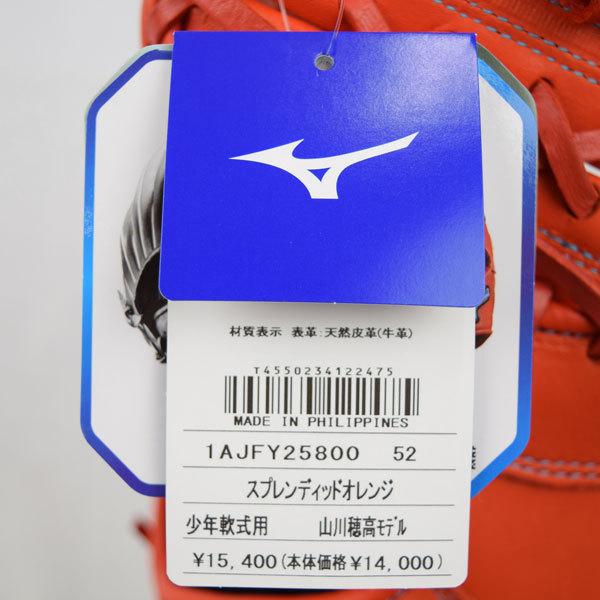 材質表示 表革:天然皮革(牛革)
T4550234122475
MADE IN PHILIPPINES
1AJFY25800 52
スプレンディッドオレンジ
少年軟式用 山川穂高モデル
¥15,400(本体価格¥14,000)